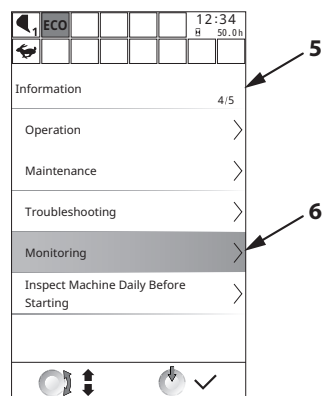 1 ECO 12:34
50.0h
5
Information
4/5
Operation
Maintenance
Troubleshooting
6
Monitoring
Inspect Machine Daily Before
Starting